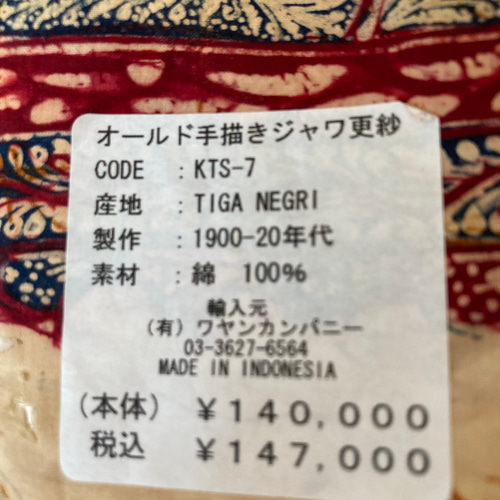 オールド手描きジャワ更紗
CODE :KTS-7
産地 :TIGA NEGRI
製作 :1900-20年代
素材 :綿 100%
輸入元
(有) ワヤンカンパニー
03-3627-6564
MADE IN INDONESIA
(本体) ¥140,000
税込 ¥147,000